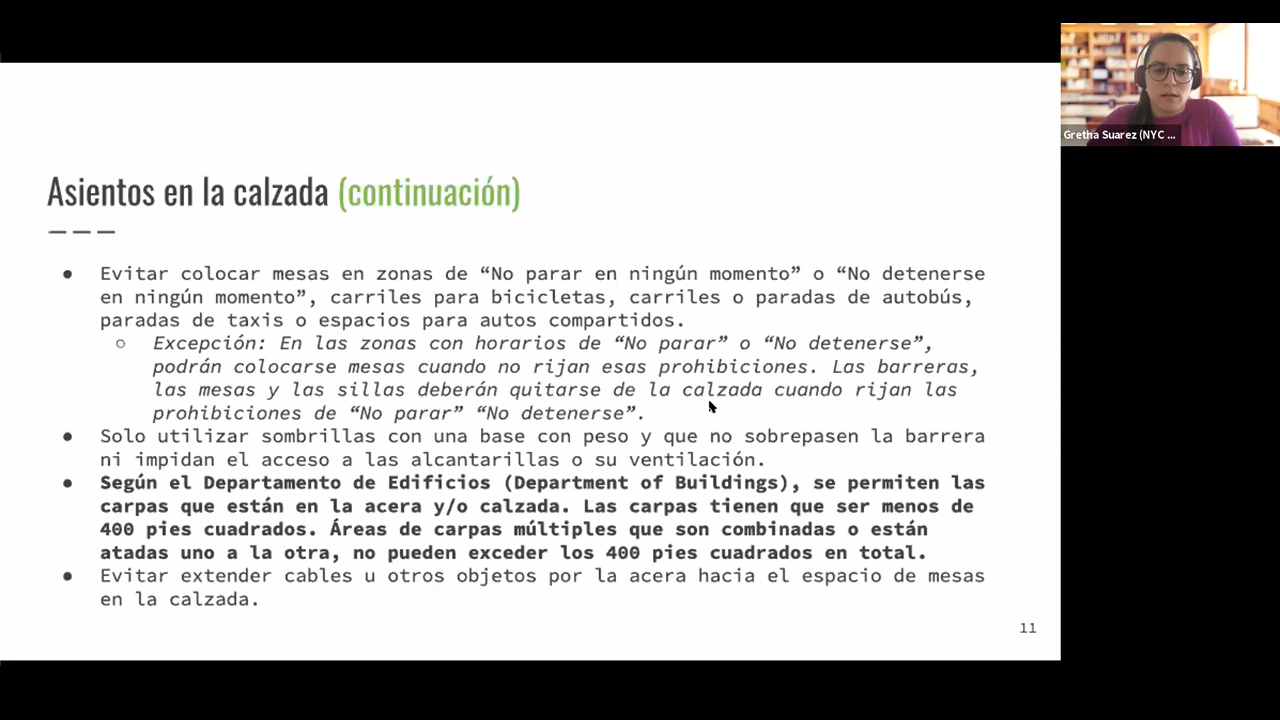 Gretha Suarez (NYC ...
Asientos en la calzada (continuación)
● Evitar colocar mesas en zonas de “No parar en ningún momento” o “No detenerse
en ningún momento”, carriles para bicicletas, carriles o paradas de autobús,
paradas de taxis o espacios para autos compartidos.
○ Excepción: En las zonas con horarios de “No parar” o “No detenerse”,
podrán colocarse mesas cuando no rijan esas prohibiciones. Las barreras,
las mesas y las sillas deberán quitarse de la calzada cuando rijan las
prohibiciones de “No parar” “No detenerse”.
● Solo utilizar sombrillas con una base con peso y que no sobrepasen la barrera
ni impidan el acceso a las alcantarillas o su ventilación.
● Según el Departamento de Edificios (Department of Buildings), se permiten las
carpas que están en la acera y/o calzada. Las carpas tienen que ser menos de
400 pies cuadrados. Áreas de carpas múltiples que son combinadas o están
atadas uno a la otra, no pueden exceder los 400 pies cuadrados en total.
● Evitar extender cables u otros objetos por la acera hacia el espacio de mesas
en la calzada.
11